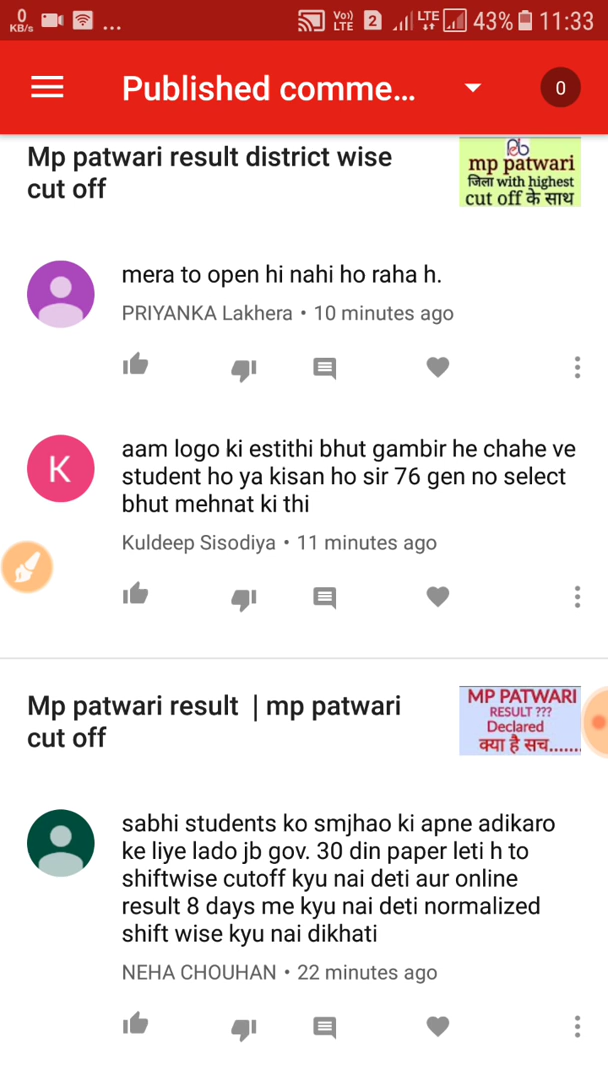 0 KB/s ... Vo)) LTE 2 LTE 43% 11:33
Published comme... 0
Mp patwari result district wise
cut off
peb
mp patwari
जिला with highest
cut off के साथ
mera to open hi nahi ho raha h.
PRIYANKA Lakhera • 10 minutes ago
K
aam logo ki estithi bhut gambir he chahe ve
student ho ya kisan ho sir 76 gen no select
bhut mehnat ki thi
Kuldeep Sisodiya • 11 minutes ago
Mp patwari result | mp patwari
cut off
MP PATWARI
RESULT ???
Declared
क्या है सच.......
sabhi students ko smjhao ki apne adikaro
ke liye lado jb gov. 30 din paper leti h to
shiftwise cutoff kyu nai deti aur online
result 8 days me kyu nai deti normalized
shift wise kyu nai dikhati
NEHA CHOUHAN • 22 minutes ago